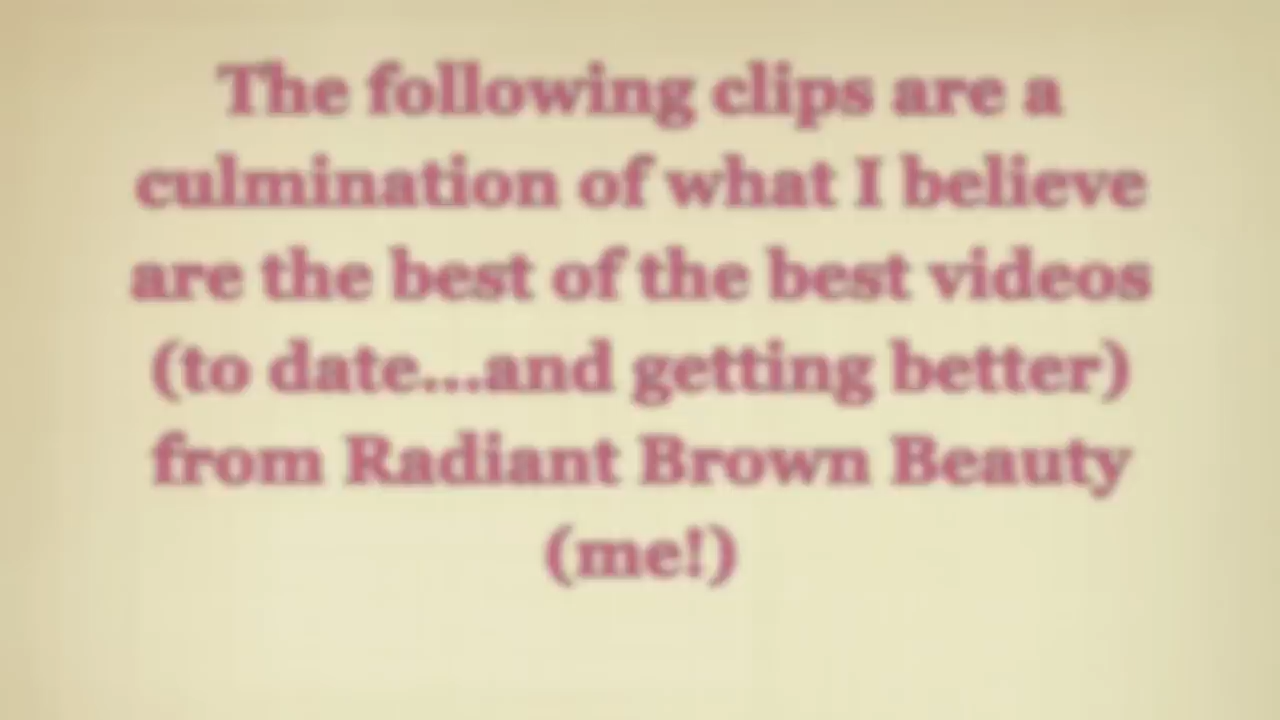 The following clips are a
culmination of what I believe
are the best of the best videos
(to date...and getting better)
from Radiant Brown Beauty
(me!)